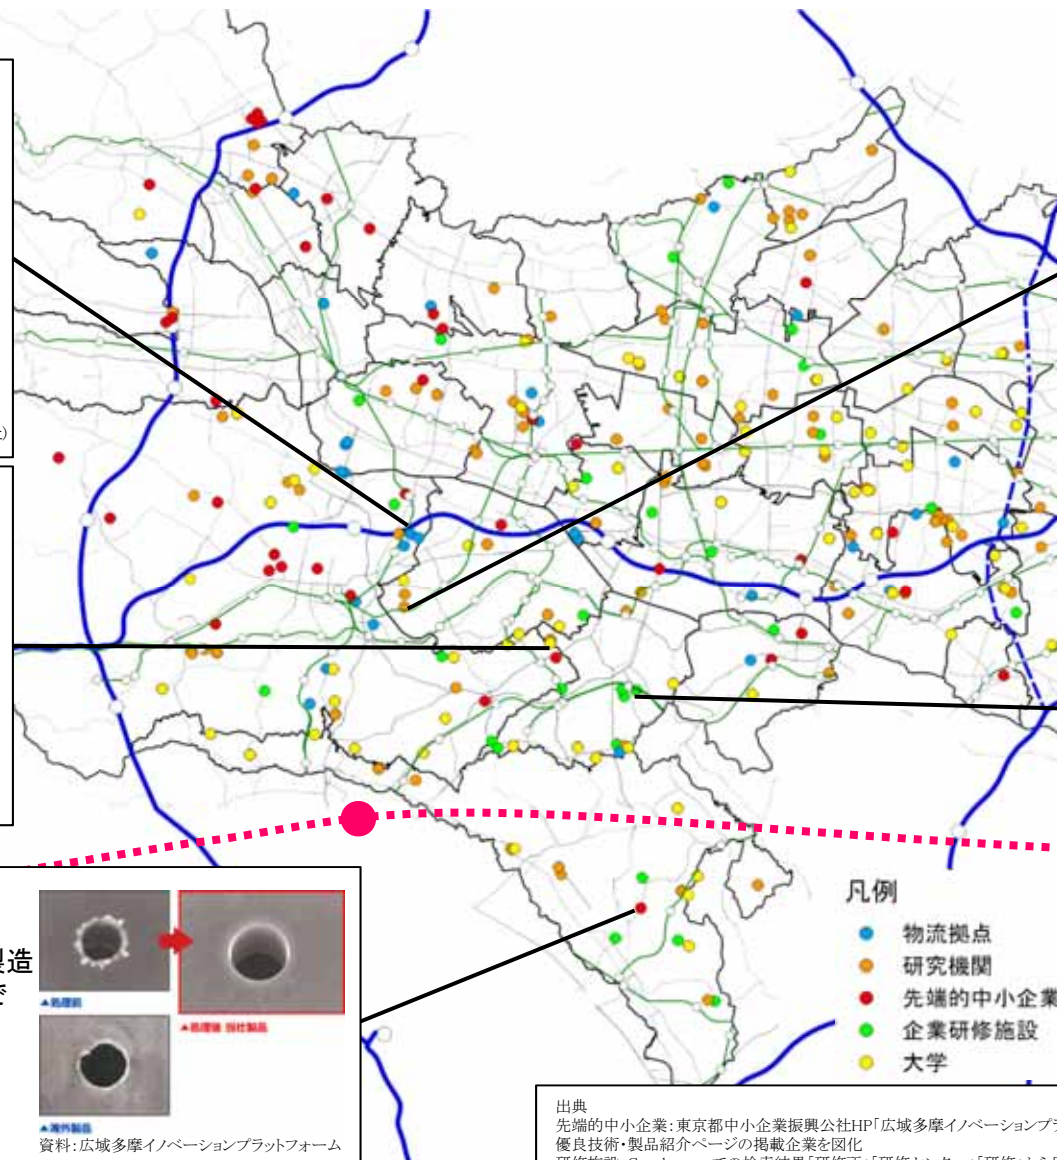 社)
製造
で
▲処理前
▲処理後 当社製品
▲海外製品
資料：広域多摩イノベーションプラットフォーム
凡例
物流拠点
研究機関
先端的中小企業
企業研修施設
大学
出典
先端的中小企業：東京都中小企業振興公社HP「広域多摩イノベーションプラ
優良技術・製品紹介ページの掲載企業を図化